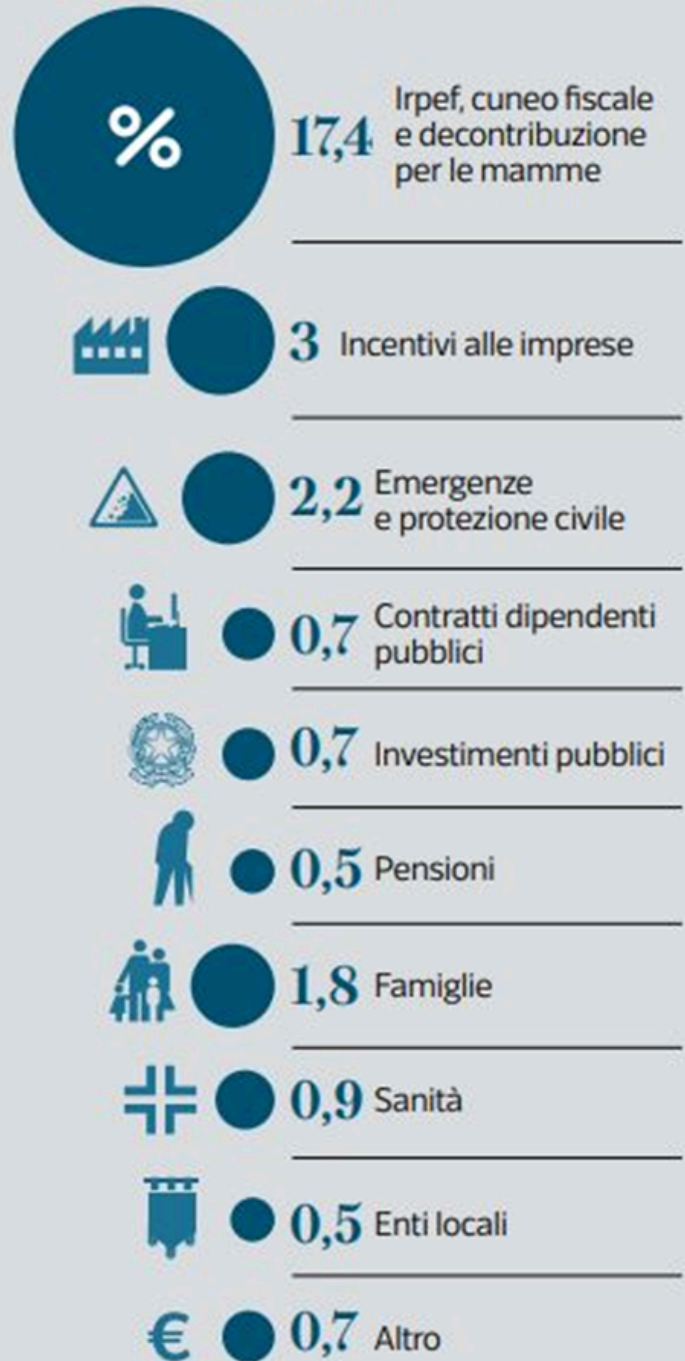 %
17,4
Irpef, cuneo fiscale
e decontribuzione
per le mamme
3 Incentivi alle imprese
2,2
Emergenze
e protezione civile
0,7
Contratti dipendenti
pubblici
0,7 Investimenti pubblici
0,5 Pensioni
1,8 Famiglie
0,9 Sanità
0,5 Enti locali
€ 0,7 Altro